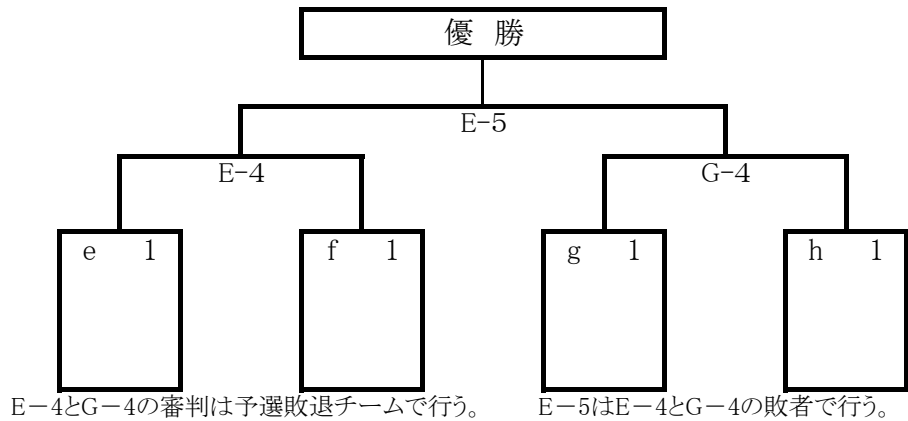 優 勝
E-5
E-4 G-4
e 1 f 1 g 1 h 1
E－4とG－4の審判は予選敗退チームで行う。 E－5はE－4とG－4の敗者で行う。